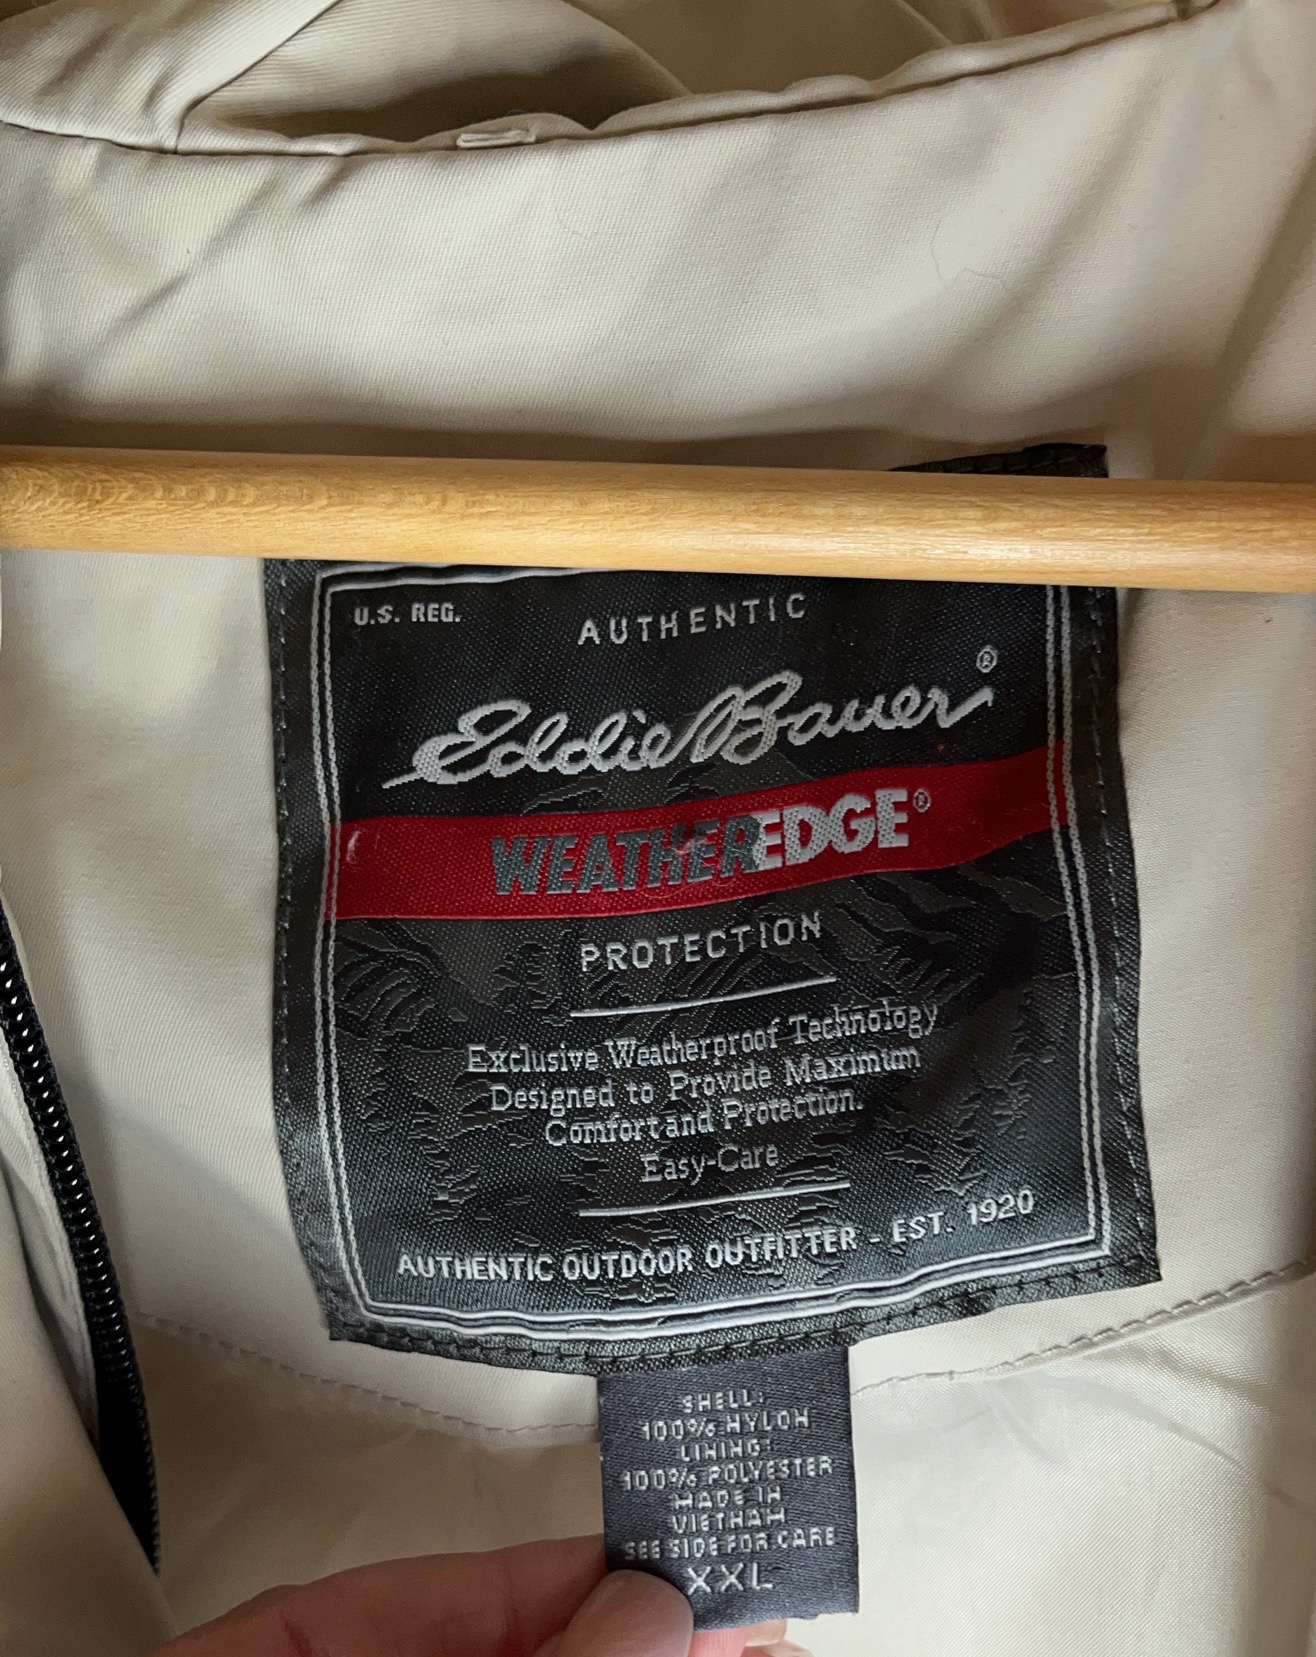 U.S. REG.
AUTHENTIC
Eddie Bauer®
WEATHEREDGE®
PROTECTION
Exclusive Weatherproof Technology
Designed to Provide Maximum
Comfort and Protection.
Easy-Care
AUTHENTIC OUTDOOR OUTFITTER - EST. 1920
SHELL:
100% NYLON
LINING:
100% POLYESTER
MADE IN
VIETNAM
SEE SIDE FOR CARE
XXL